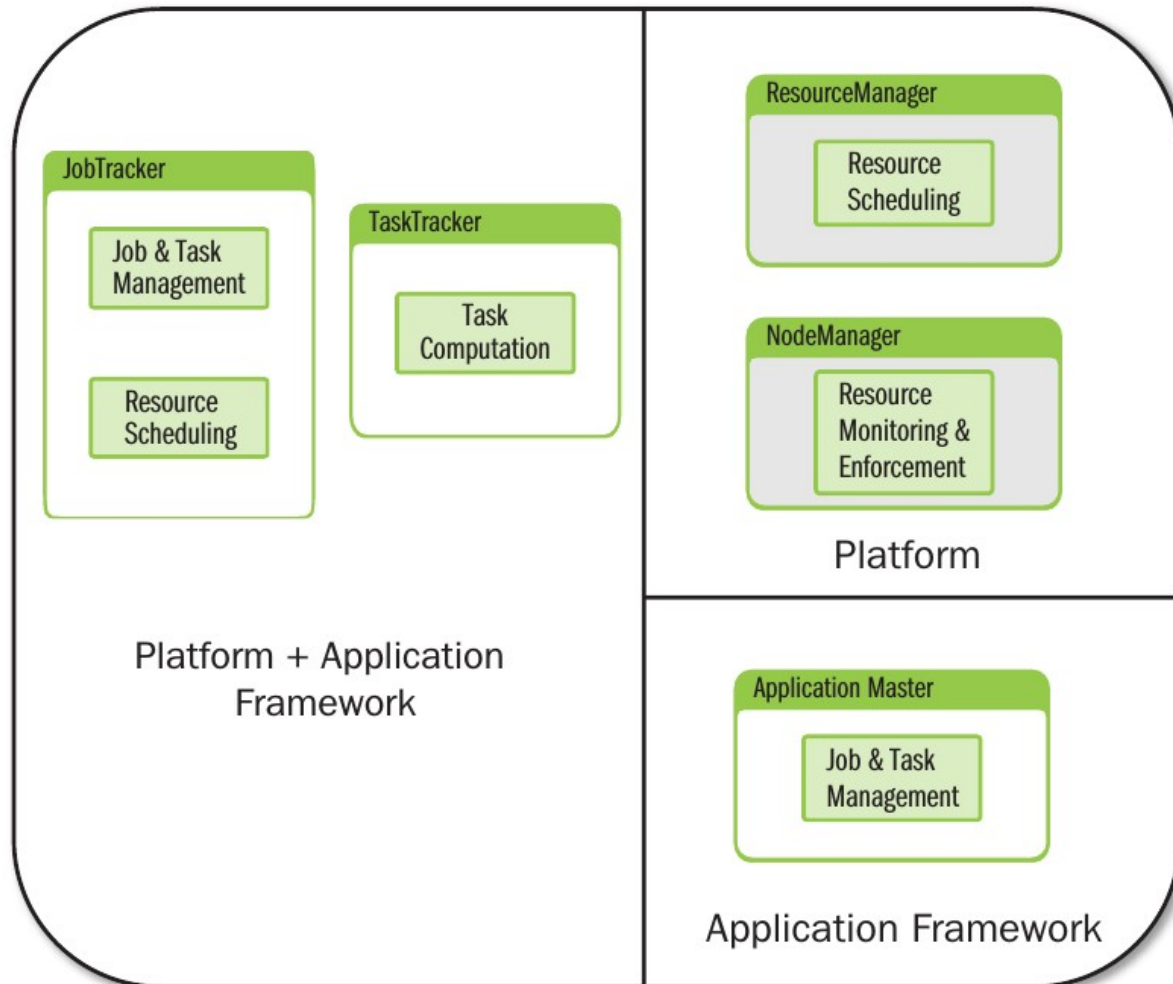 JobTracker
Job & Task
Management
Resource
Scheduling
TaskTracker
Task
Computation
Platform + Application
Framework
ResourceManager
Resource
Scheduling
NodeManager
Resource
Monitoring &
Enforcement
Platform
Application Master
Job & Task
Management
Application Framework